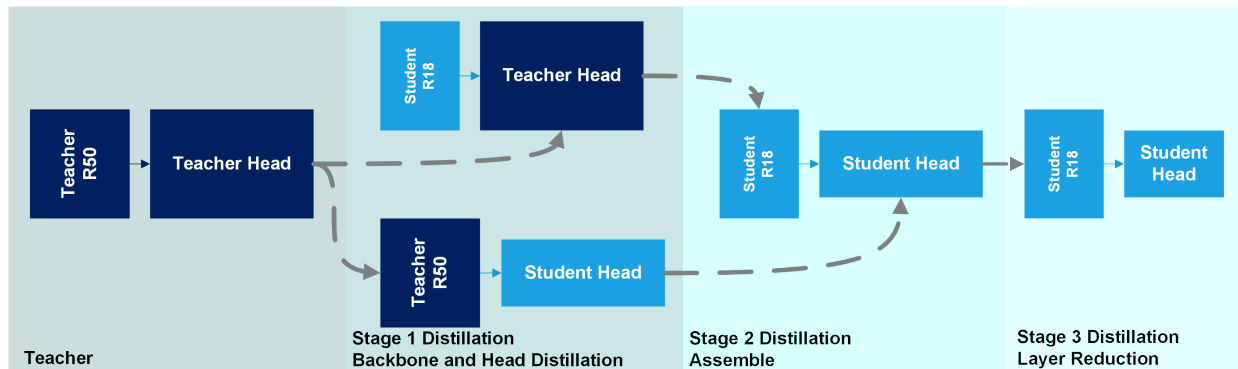 Teacher
R50
Teacher Head
Teacher
Student
R18
Teacher Head
Teacher
R50
Student Head
Stage 1 Distillation
Backbone and Head Distillation
Student
R18
Student Head
Stage 2 Distillation
Assemble
Student
R18
Student
Head
Stage 3 Distillation
Layer Reduction